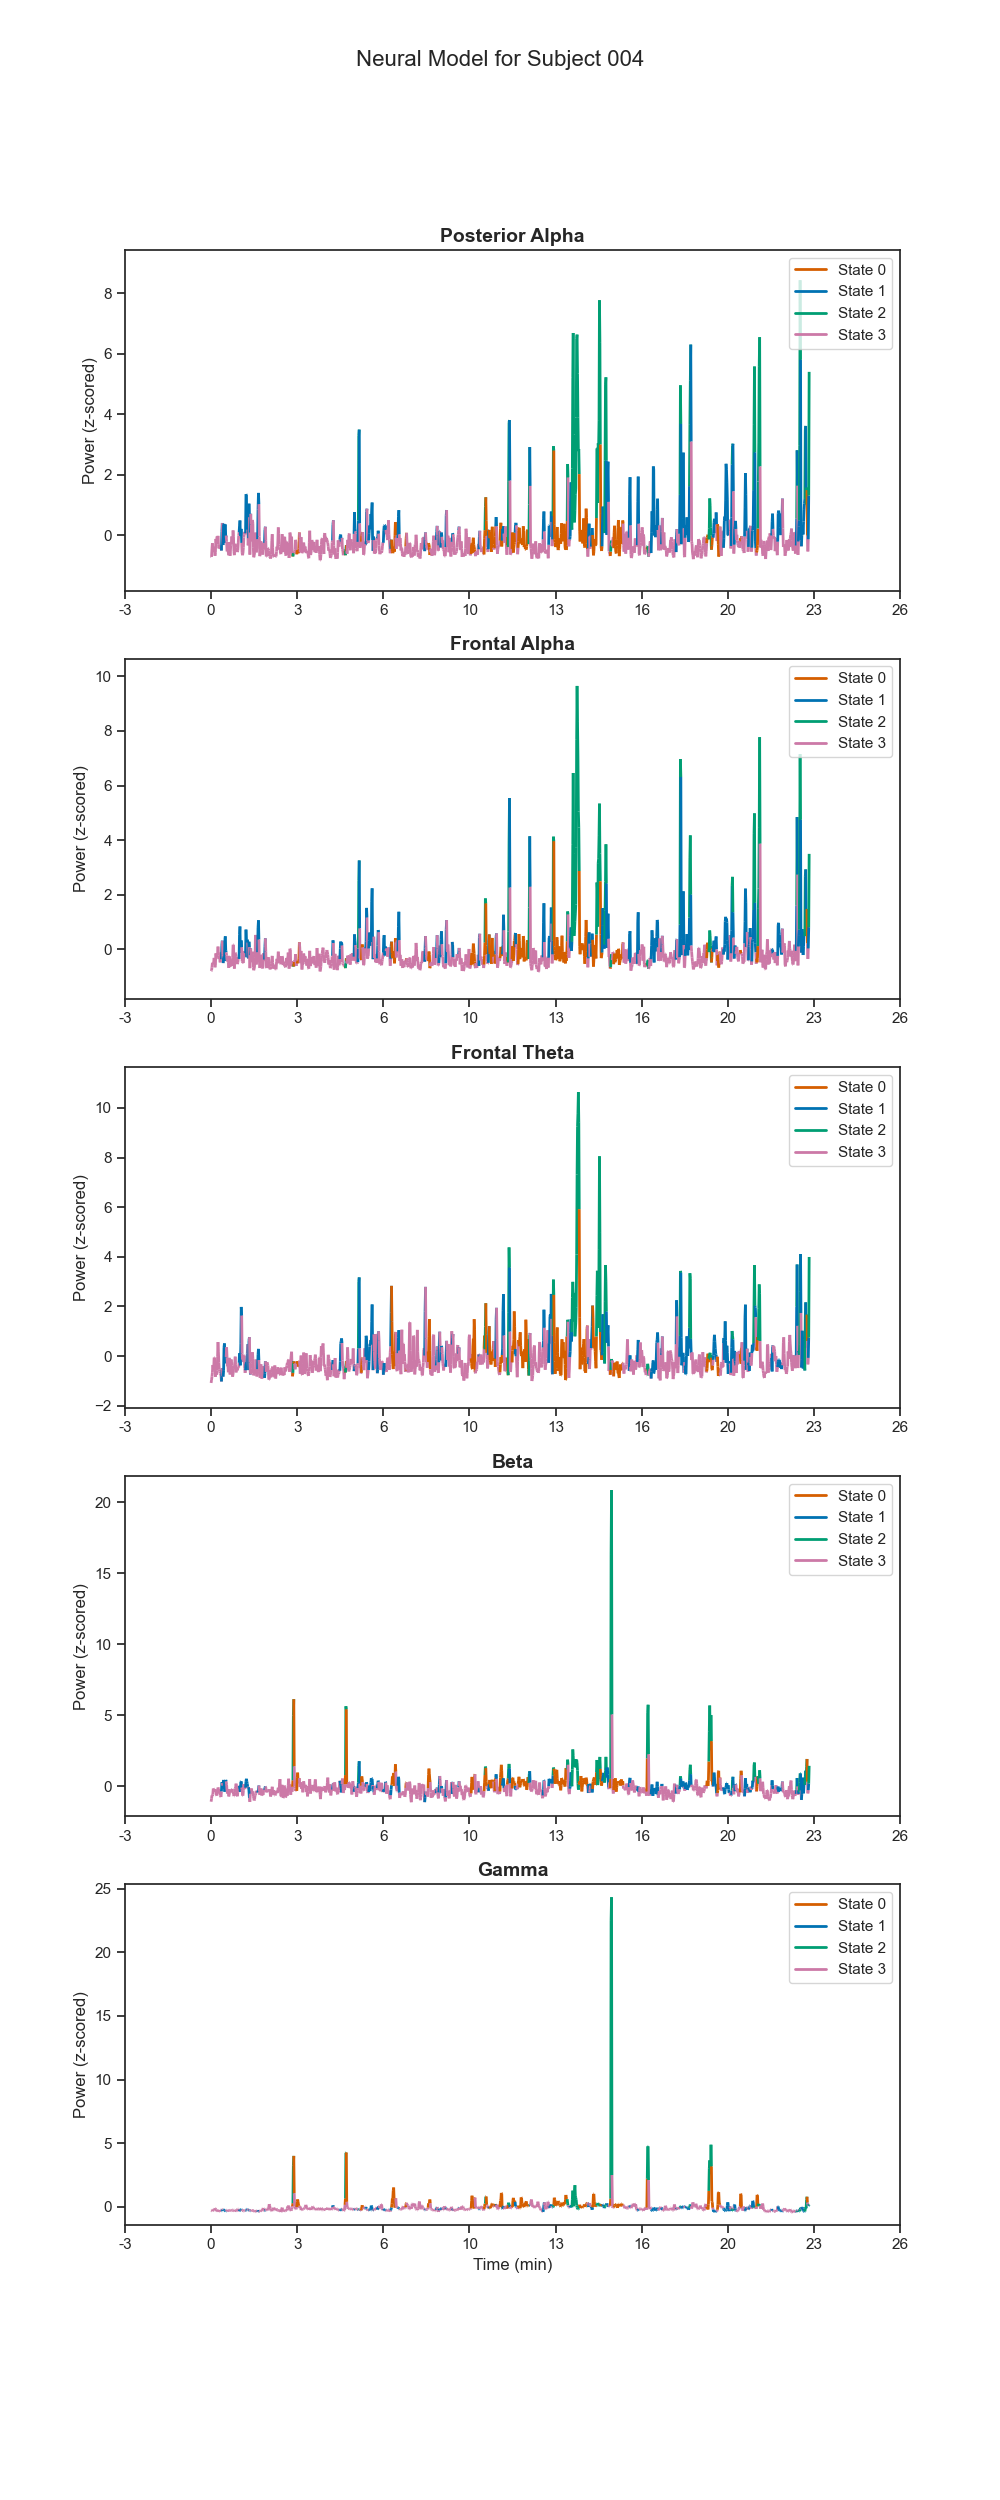 Neural Model for Subject 004
Posterior Alpha
Power (z-scored)
8
6
4
2
0
State 0
State 1
State 2
State 3
-3 0 3 6 10 13 16 20 23 26
Frontal Alpha
Power (z-scored)
10
8
6
4
2
0
State 0
State 1
State 2
State 3
-3 0 3 6 10 13 16 20 23 26
Frontal Theta
Power (z-scored)
10
8
6
4
2
0
−2
State 0
State 1
State 2
State 3
-3 0 3 6 10 13 16 20 23 26
Beta
Power (z-scored)
20
15
10
5
0
State 0
State 1
State 2
State 3
-3 0 3 6 10 13 16 20 23 26
Gamma
Power (z-scored)
25
20
15
10
5
0
State 0
State 1
State 2
State 3
-3 0 3 6 10 13 16 20 23 26
Time (min)